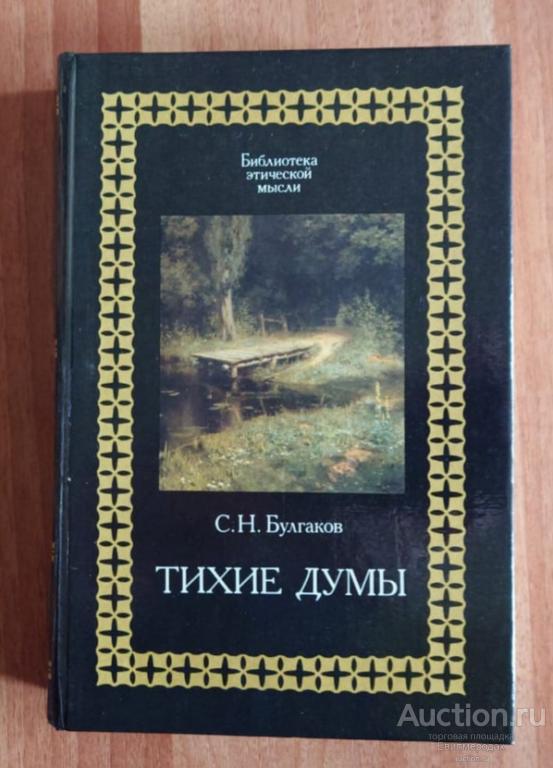 Библиотека
этической
мысли
С.Н. Булгаков
ТИХИЕ ДУМЫ
Auction.ru
торговая площадка